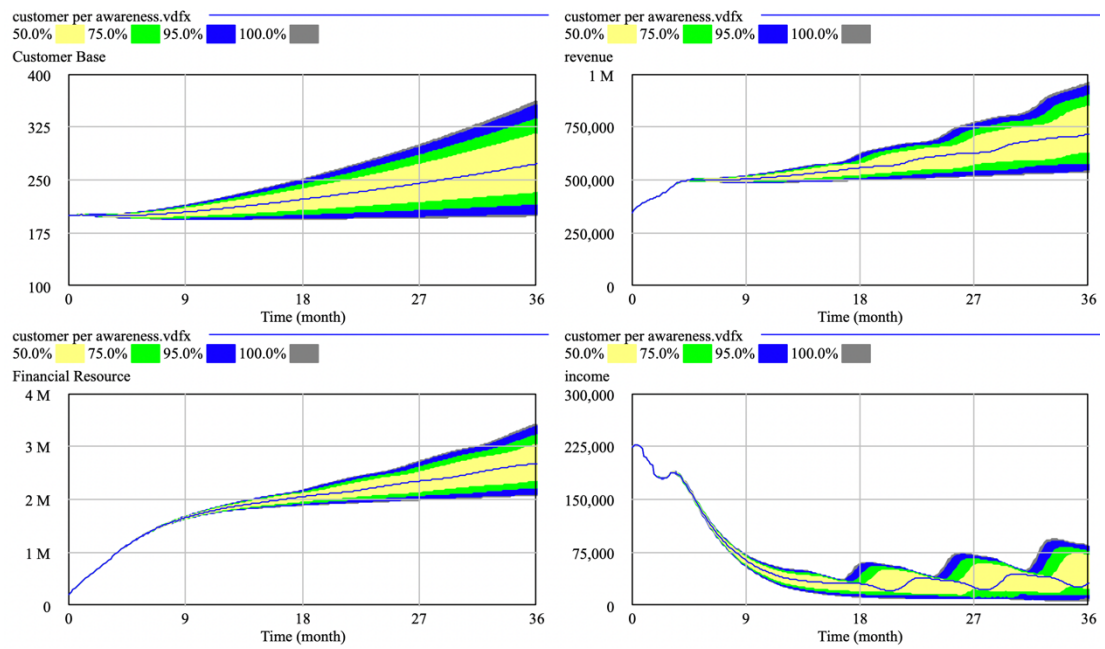 customer per awareness.vdfx
50.0% 75.0% 95.0% 100.0%
Customer Base
400
325
250
175
100
0 9 18 27 36
Time (month)
customer per awareness.vdfx
50.0% 75.0% 95.0% 100.0%
revenue
1 M
750,000
500,000
250,000
0
0 9 18 27 36
Time (month)
customer per awareness.vdfx
50.0% 75.0% 95.0% 100.0%
Financial Resource
4 M
3 M
2 M
1 M
0
0 9 18 27 36
Time (month)
customer per awareness.vdfx
50.0% 75.0% 95.0% 100.0%
income
300,000
225,000
150,000
75,000
0
0 9 18 27 36
Time (month)